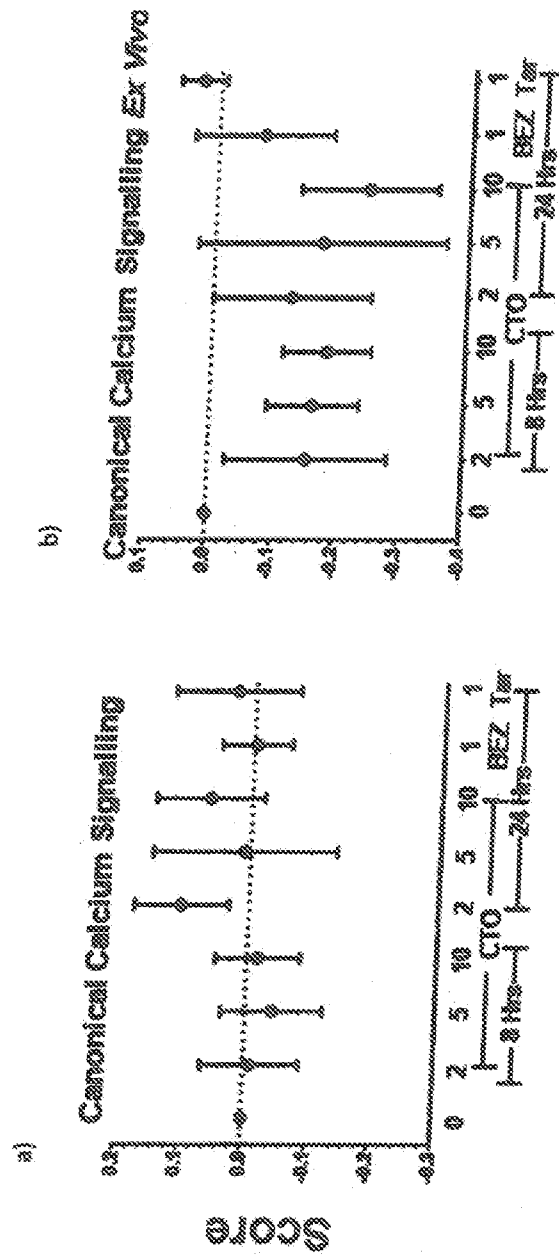 a)
Canonical Calcium Signalling
Score
0.2
0.1
0.0
-0.1
-0.2
-0.3
0 2 5 10 2 5 10 1 1
CTO BEZ Tar
8 Hrs 24 Hrs
b)
Canonical Calcium Signalling Ex Vivo
0.1
0.0
-0.1
-0.2
-0.3
-0.4
0 2 5 10 2 5 10 1 1
CTO BEZ Tar
8 Hrs 24 Hrs